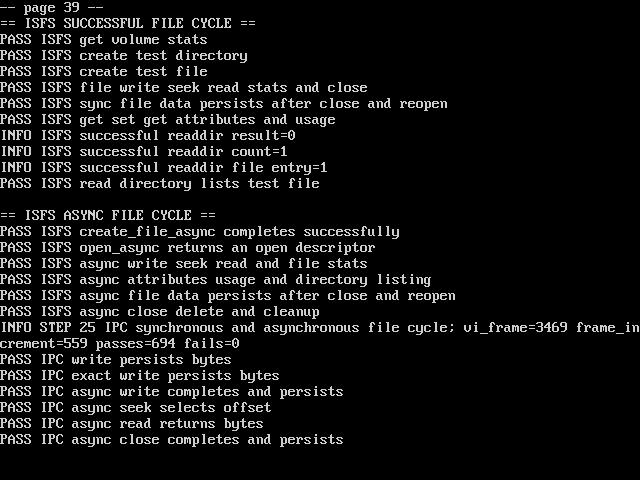 -- page 39 --
== ISFS SUCCESSFUL FILE CYCLE ==
PASS ISFS get volume stats
PASS ISFS create test directory
PASS ISFS create test file
PASS ISFS file write seek read stats and close
PASS ISFS sync file data persists after close and reopen
PASS ISFS get set get attributes and usage
INFO ISFS successful readdir result=0
INFO ISFS successful readdir count=1
INFO ISFS successful readdir file entry=1
PASS ISFS read directory lists test file
== ISFS ASYNC FILE CYCLE ==
PASS ISFS create_file_async completes successfully
PASS ISFS open_async returns an open descriptor
PASS ISFS async write seek read and file stats
PASS ISFS async attributes usage and directory listing
PASS ISFS async file data persists after close and reopen
PASS ISFS async close delete and cleanup
INFO STEP 25 IPC synchronous and asynchronous file cycle; vi_frame=3469 frame_in
crement=559 passes=694 fails=0
PASS IPC write persists bytes
PASS IPC exact write persists bytes
PASS IPC async write completes and persists
PASS IPC async seek selects offset
PASS IPC async read returns bytes
PASS IPC async close completes and persists